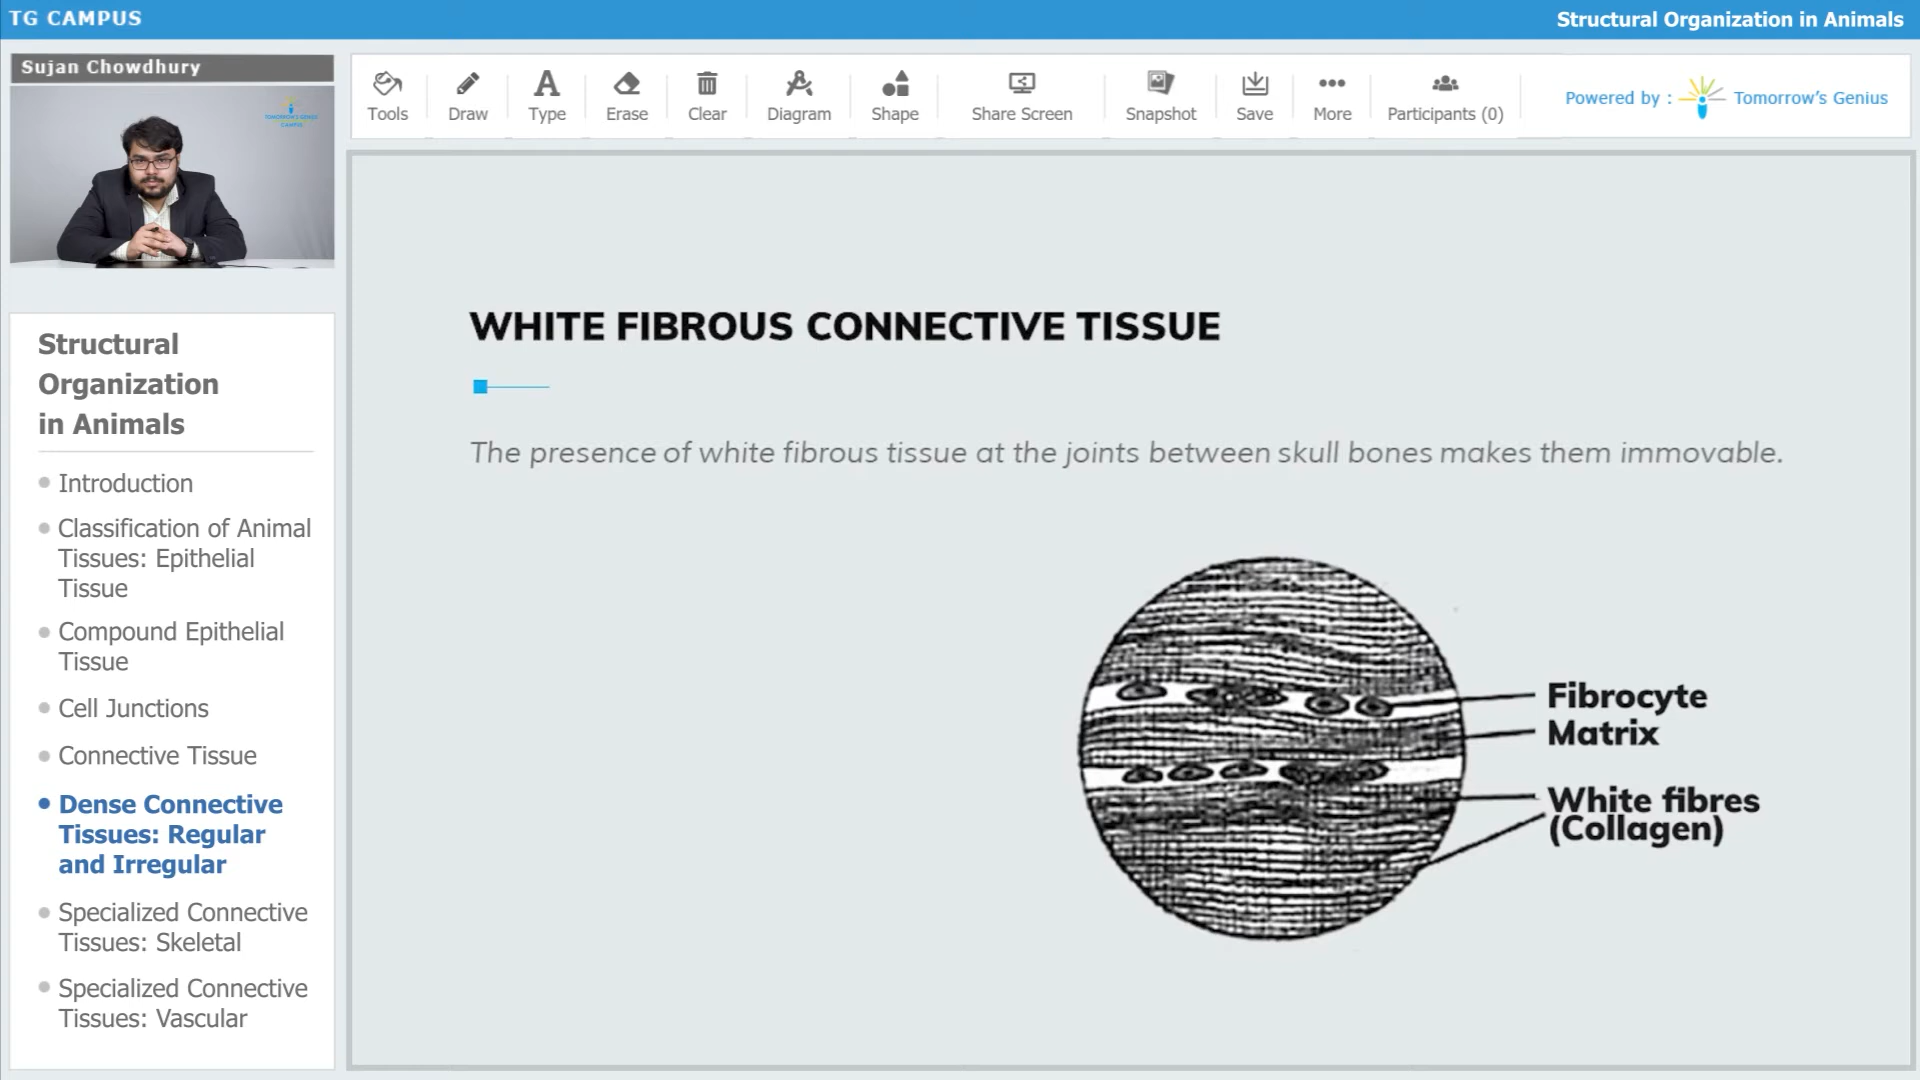 TG CAMPUS
Structural Organization in Animals
Sujan Chowdhury
TOMORROW'S GENIUS
CAMPUS
Tools
Draw
Type
Erase
Clear
Diagram
Shape
Share Screen
Snapshot
Save
More
Participants (0)
Powered by :
Tomorrow's Genius
Structural
Organization
in Animals
Introduction
Classification of Animal
Tissues: Epithelial
Tissue
Compound Epithelial
Tissue
Cell Junctions
Connective Tissue
Dense Connective
Tissues: Regular
and Irregular
Specialized Connective
Tissues: Skeletal
Specialized Connective
Tissues: Vascular
WHITE FIBROUS CONNECTIVE TISSUE
The presence of white fibrous tissue at the joints between skull bones makes them immovable.
Fibrocyte
Matrix
White fibres
(Collagen)